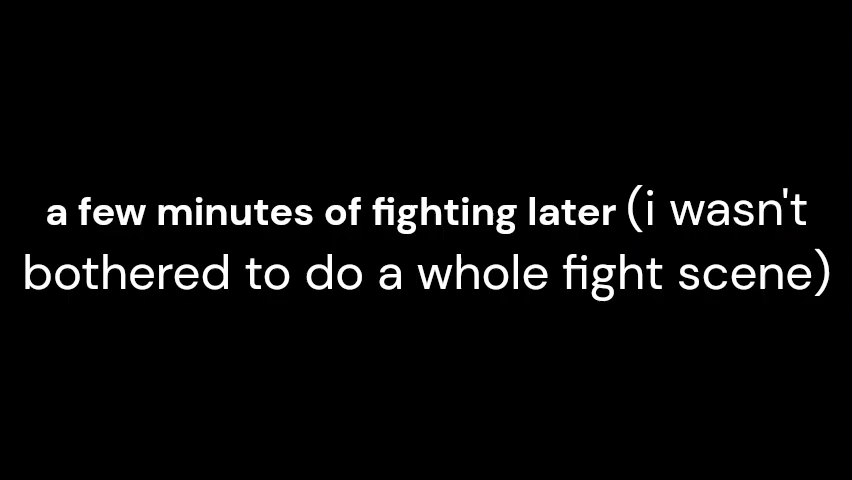 a few minutes of fighting later (i wasn't
bothered to do a whole fight scene)